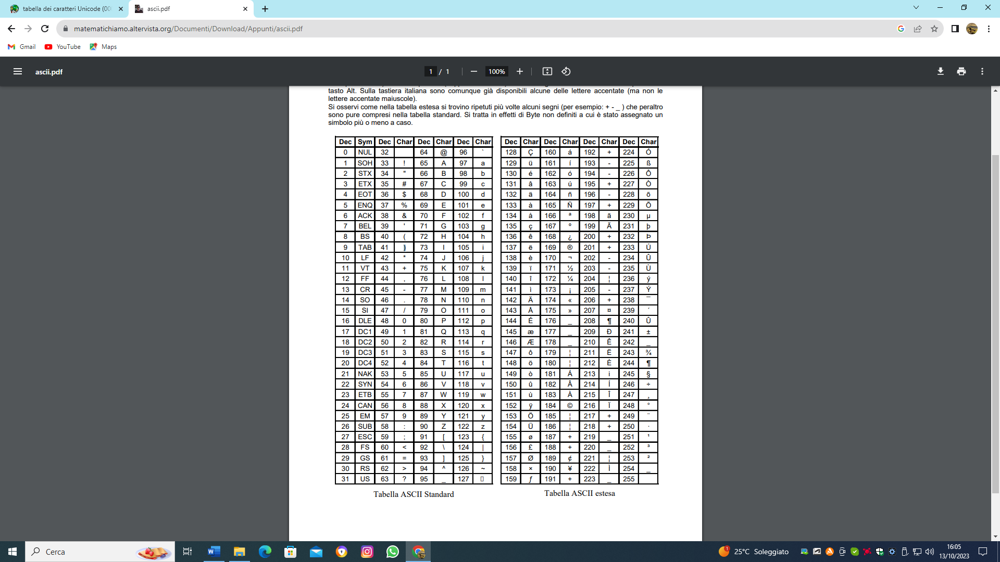 tabella dei caratteri Unicode (00
ascii.pdf
matematichiamo.altervista.org/Documenti/Download/Appunti/ascii.pdf
Gmail YouTube Maps
ascii.pdf 1 / 1 100%
tasto Alt. Sulla tastiera italiana sono comunque già disponibili alcune delle lettere accentate (ma non le
lettere accentate maiuscole).
Si osservi come nella tabella estesa si trovino ripetuti più volte alcuni segni (per esempio: + - _ ) che peraltro
sono pure compresi nella tabella standard. Si tratta in effetti di Byte non definiti a cui è stato assegnato un
simbolo più o meno a caso.
Dec Sym Dec Char Dec Char Dec Char Dec Char Dec Char Dec Char Dec Char
0 NUL 32 64 @ 96 ` 128 Ç 160 á 192 + 224 Ó
1 SOH 33 ! 65 A 97 a 129 ü 161 í 193 - 225 ß
2 STX 34 " 66 B 98 b 130 é 162 ó 194 - 226 Ô
3 ETX 35 # 67 C 99 c 131 â 163 ú 195 + 227 Ò
4 EOT 36 $ 68 D 100 d 132 ä 164 ñ 196 - 228 õ
5 ENQ 37 % 69 E 101 e 133 à 165 Ñ 197 + 229 Õ
6 ACK 38 & 70 F 102 f 134 å 166 ª 198 ã 230 µ
7 BEL 39 ' 71 G 103 g 135 ç 167 º 199 Ã 231 þ
8 BS 40 ( 72 H 104 h 136 ê 168 ¿ 200 + 232 Þ
9 TAB 41 ) 73 I 105 i 137 ë 169 ® 201 + 233 Ú
10 LF 42 * 74 J 106 j 138 è 170 ¬ 202 - 234 Û
11 VT 43 + 75 K 107 k 139 ï 171 ½ 203 - 235 Ù
12 FF 44 , 76 L 108 l 140 î 172 ¼ 204 ¦ 236 ý
13 CR 45 - 77 M 109 m 141 ì 173 ¡ 205 - 237 Ý
14 SO 46 . 78 N 110 n 142 Ä 174 « 206 + 238 ¯
15 SI 47 / 79 O 111 o 143 Å 175 » 207 ¤ 239 ´
16 DLE 48 0 80 P 112 p 144 É 176 _ 208 ¶ 240 Û
17 DC1 49 1 81 Q 113 q 145 æ 177 _ 209 Ð 241 ±
18 DC2 50 2 82 R 114 r 146 Æ 178 _ 210 Ê 242 _
19 DC3 51 3 83 S 115 s 147 ô 179 ¦ 211 Ë 243 ¾
20 DC4 52 4 84 T 116 t 148 ö 180 ¦ 212 È 244 ¶
21 NAK 53 5 85 U 117 u 149 ò 181 Á 213 i 245 §
22 SYN 54 6 86 V 118 v 150 û 182 Â 214 Í 246 ÷
23 ETB 55 7 87 W 119 w 151 ù 183 À 215 Î 247 ¸
24 CAN 56 8 88 X 120 x 152 ÿ 184 © 216 Ï 248 °
25 EM 57 9 89 Y 121 y 153 Ö 185 ¦ 217 + 249 ¨
26 SUB 58 : 90 Z 122 z 154 Ü 186 ¦ 218 + 250 ·
27 ESC 59 ; 91 [ 123 { 155 ø 187 + 219 _ 251 ¹
28 FS 60 < 92 \ 124 | 156 £ 188 + 220 _ 252 ³
29 GS 61 = 93 ] 125 } 157 Ø 189 ¢ 221 ¦ 253 ²
30 RS 62 > 94 ^ 126 ~ 158 × 190 ¥ 222 Ì 254 _
31 US 63 ? 95 _ 127 ▯ 159 ƒ 191 + 223 _ 255
Tabella ASCII Standard Tabella ASCII estesa
Cerca
25°C Soleggiato
16:05
13/10/2023